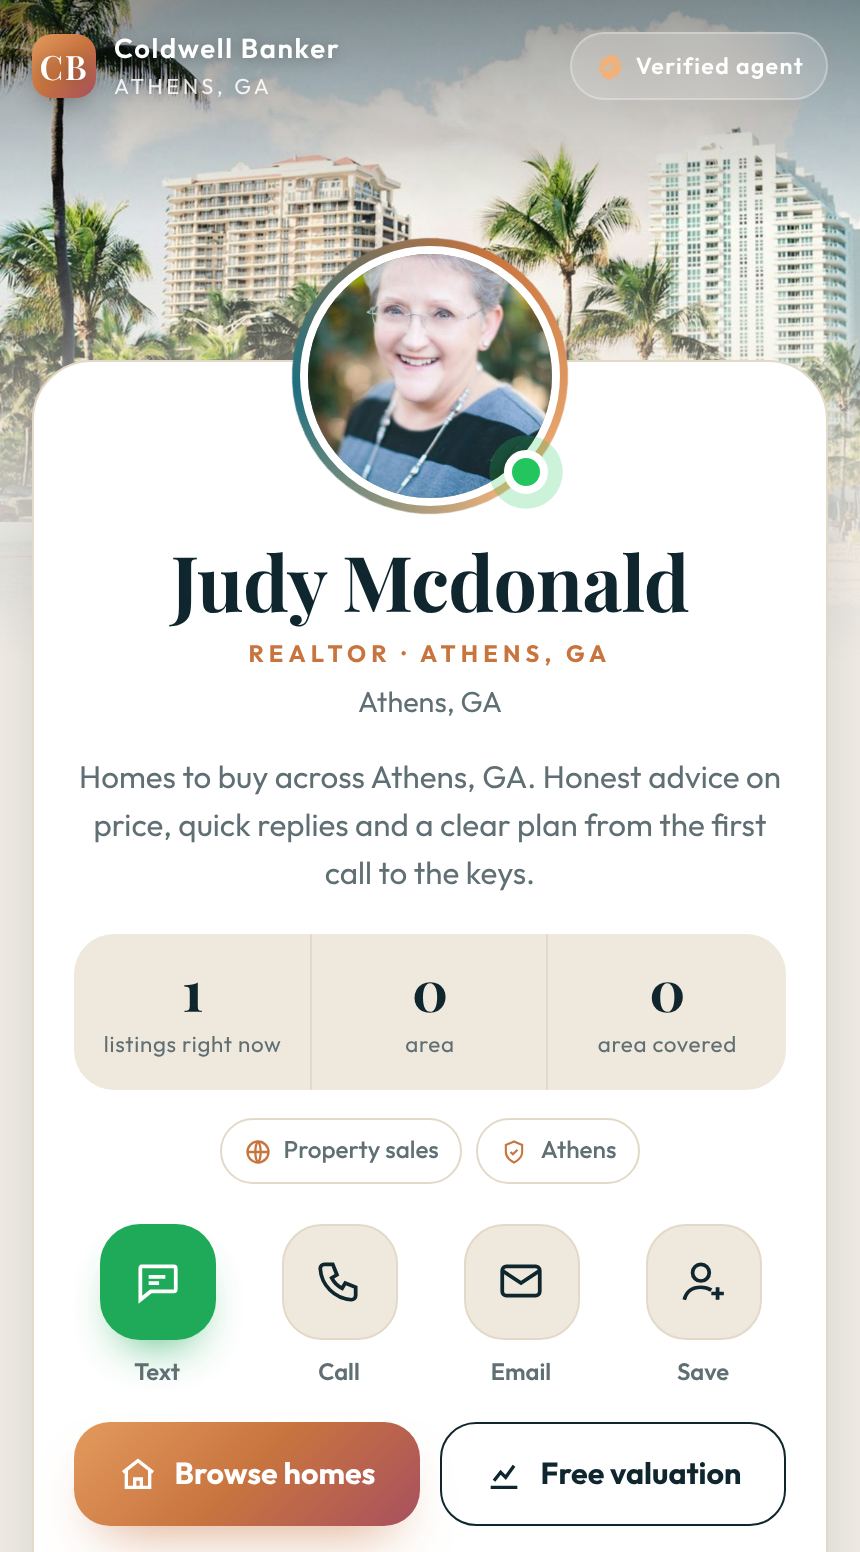 CB
Coldwell Banker
ATHENS, GA
Verified agent
Judy Mcdonald
REALTOR · ATHENS, GA
Athens, GA
Homes to buy across Athens, GA. Honest advice on
price, quick replies and a clear plan from the first
call to the keys.
1
listings right now
0
area
0
area covered
Property sales
Athens
Text
Call
Email
Save
Browse homes
Free valuation